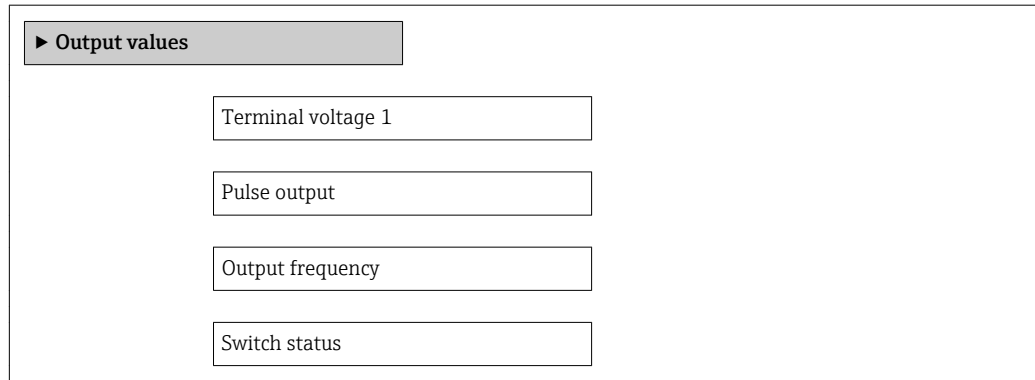 ▶ Output values
Terminal voltage 1
Pulse output
Output frequency
Switch status